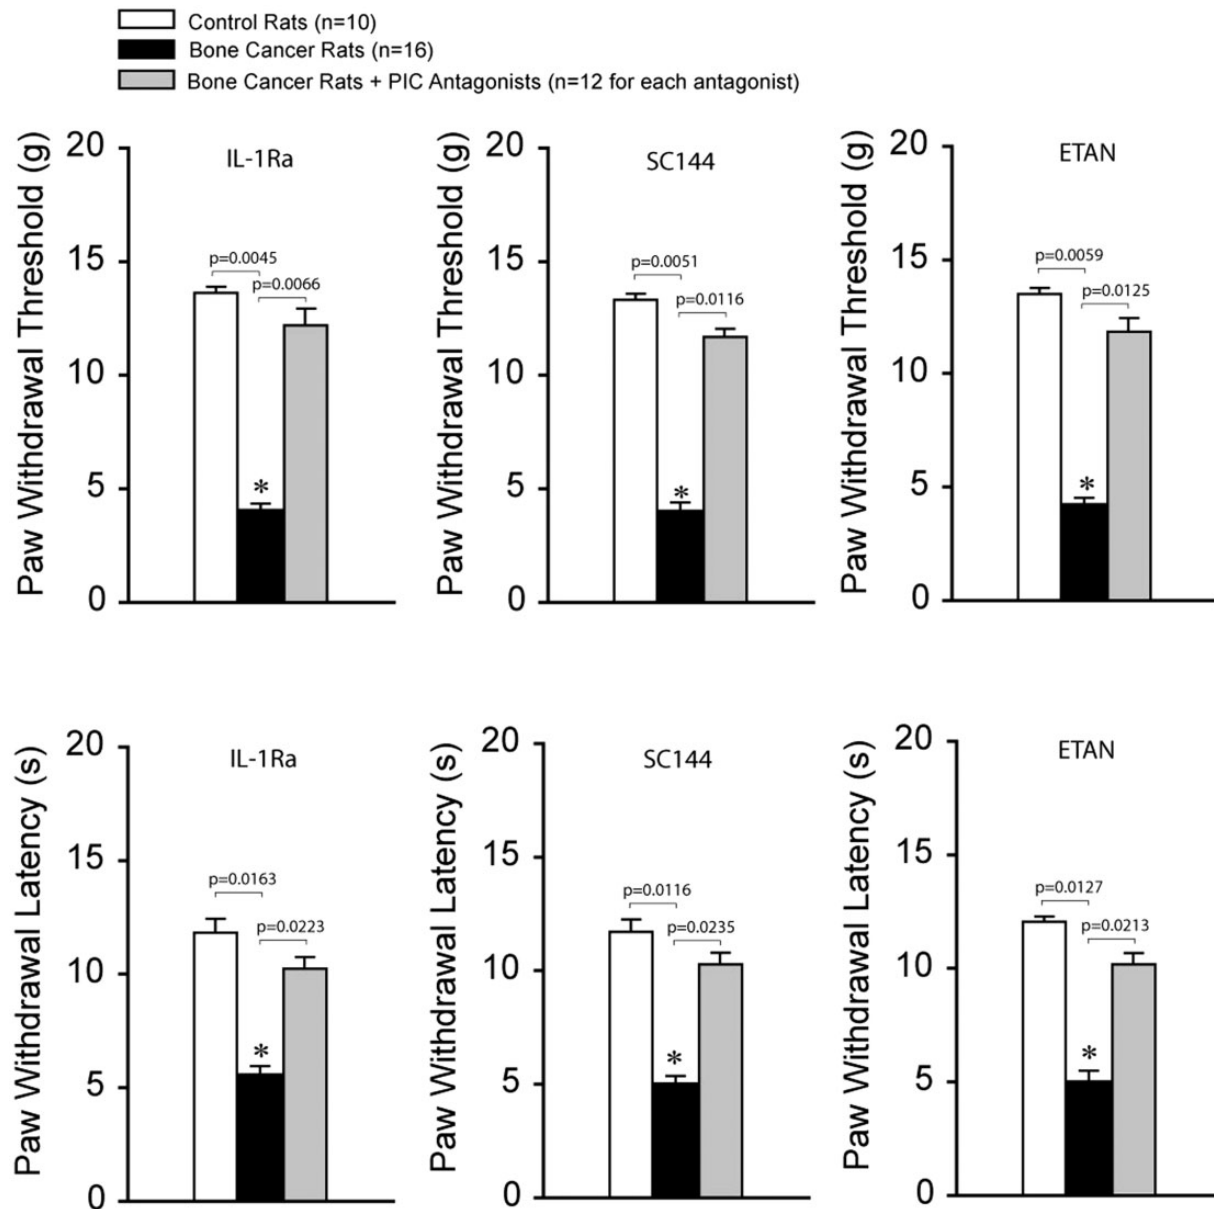 Control Rats (n=10)
Bone Cancer Rats (n=16)
Bone Cancer Rats + PIC Antagonists (n=12 for each antagonist)
Paw Withdrawal Threshold (g)
20
15
10
5
0
IL-1Ra
p=0.0045
p=0.0066
*
Paw Withdrawal Threshold (g)
20
15
10
5
0
SC144
p=0.0051
p=0.0116
*
Paw Withdrawal Threshold (g)
20
15
10
5
0
ETAN
p=0.0059
p=0.0125
*
Paw Withdrawal Latency (s)
20
15
10
5
0
IL-1Ra
p=0.0163
p=0.0223
*
Paw Withdrawal Latency (s)
20
15
10
5
0
SC144
p=0.0116
p=0.0235
*
Paw Withdrawal Latency (s)
20
15
10
5
0
ETAN
p=0.0127
p=0.0213
*